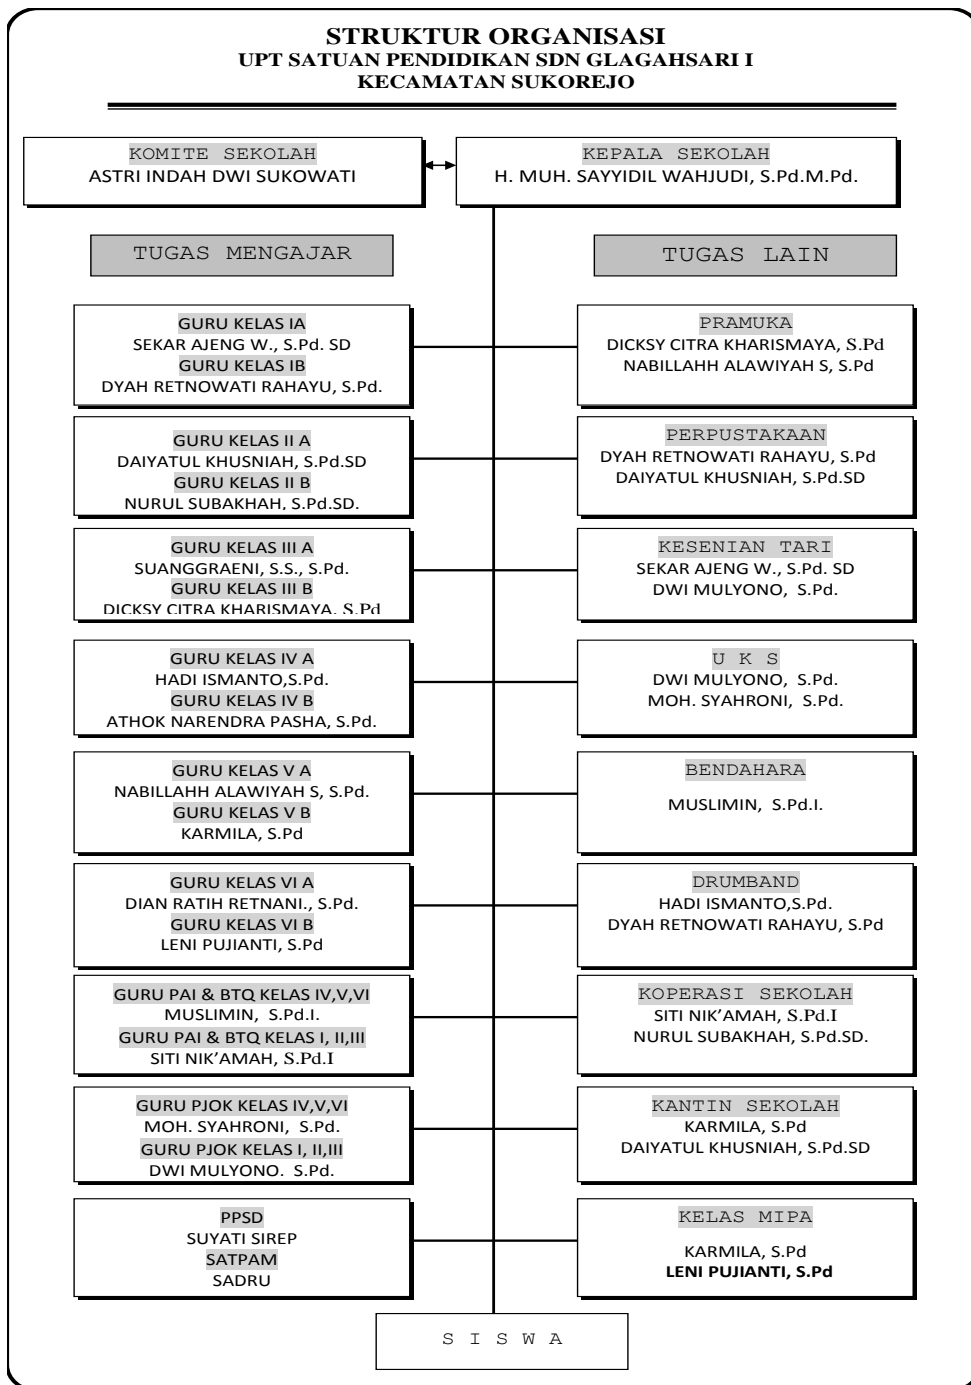 STRUKTUR ORGANISASI
UPT SATUAN PENDIDIKAN SDN GLAGAHSARI I
KECAMATAN SUKOREJO
KOMITE SEKOLAH
ASTRI INDAH DWI SUKOWATI
KEPALA SEKOLAH
H. MUH. SAYYIDIL WAHJUDI, S.Pd.M.Pd.
TUGAS MENGAJAR
TUGAS LAIN
GURU KELAS IA
SEKAR AJENG W., S.Pd. SD
GURU KELAS IB
DYAH RETNOWATI RAHAYU, S.Pd.
PRAMUKA
DICKSY CITRA KHARISMAYA, S.Pd
NABILLAHH ALAWIYAH S, S.Pd
GURU KELAS II A
DAIYATUL KHUSNIAH, S.Pd.SD
GURU KELAS II B
NURUL SUBAKHAH, S.Pd.SD.
PERPUSTAKAAN
DYAH RETNOWATI RAHAYU, S.Pd
DAIYATUL KHUSNIAH, S.Pd.SD
GURU KELAS III A
SUANGGRAENI, S.S., S.Pd.
GURU KELAS III B
DICKSY CITRA KHARISMAYA, S.Pd
KESENIAN TARI
SEKAR AJENG W., S.Pd. SD
DWI MULYONO, S.Pd.
GURU KELAS IV A
HADI ISMANTO,S.Pd.
GURU KELAS IV B
ATHOK NARENDRA PASHA, S.Pd.
U K S
DWI MULYONO, S.Pd.
MOH. SYAHRONI, S.Pd.
GURU KELAS V A
NABILLAHH ALAWIYAH S, S.Pd.
GURU KELAS V B
KARMILA, S.Pd
BENDAHARA
MUSLIMIN, S.Pd.I.
GURU KELAS VI A
DIAN RATIH RETNANI., S.Pd.
GURU KELAS VI B
LENI PUJIANTI, S.Pd
DRUMBAND
HADI ISMANTO,S.Pd.
DYAH RETNOWATI RAHAYU, S.Pd
GURU PAI & BTQ KELAS IV,V,VI
MUSLIMIN, S.Pd.I.
GURU PAI & BTQ KELAS I, II,III
SITI NIK’AMAH, S.Pd.I
KOPERASI SEKOLAH
SITI NIK’AMAH, S.Pd.I
NURUL SUBAKHAH, S.Pd.SD.
GURU PJOK KELAS IV,V,VI
MOH. SYAHRONI, S.Pd.
GURU PJOK KELAS I, II,III
DWI MULYONO. S.Pd.
KANTIN SEKOLAH
KARMILA, S.Pd
DAIYATUL KHUSNIAH, S.Pd.SD
PPSD
SUYATI SIREP
SATPAM
SADRU
KELAS MIPA
KARMILA, S.Pd
LENI PUJIANTI, S.Pd
S I S W A